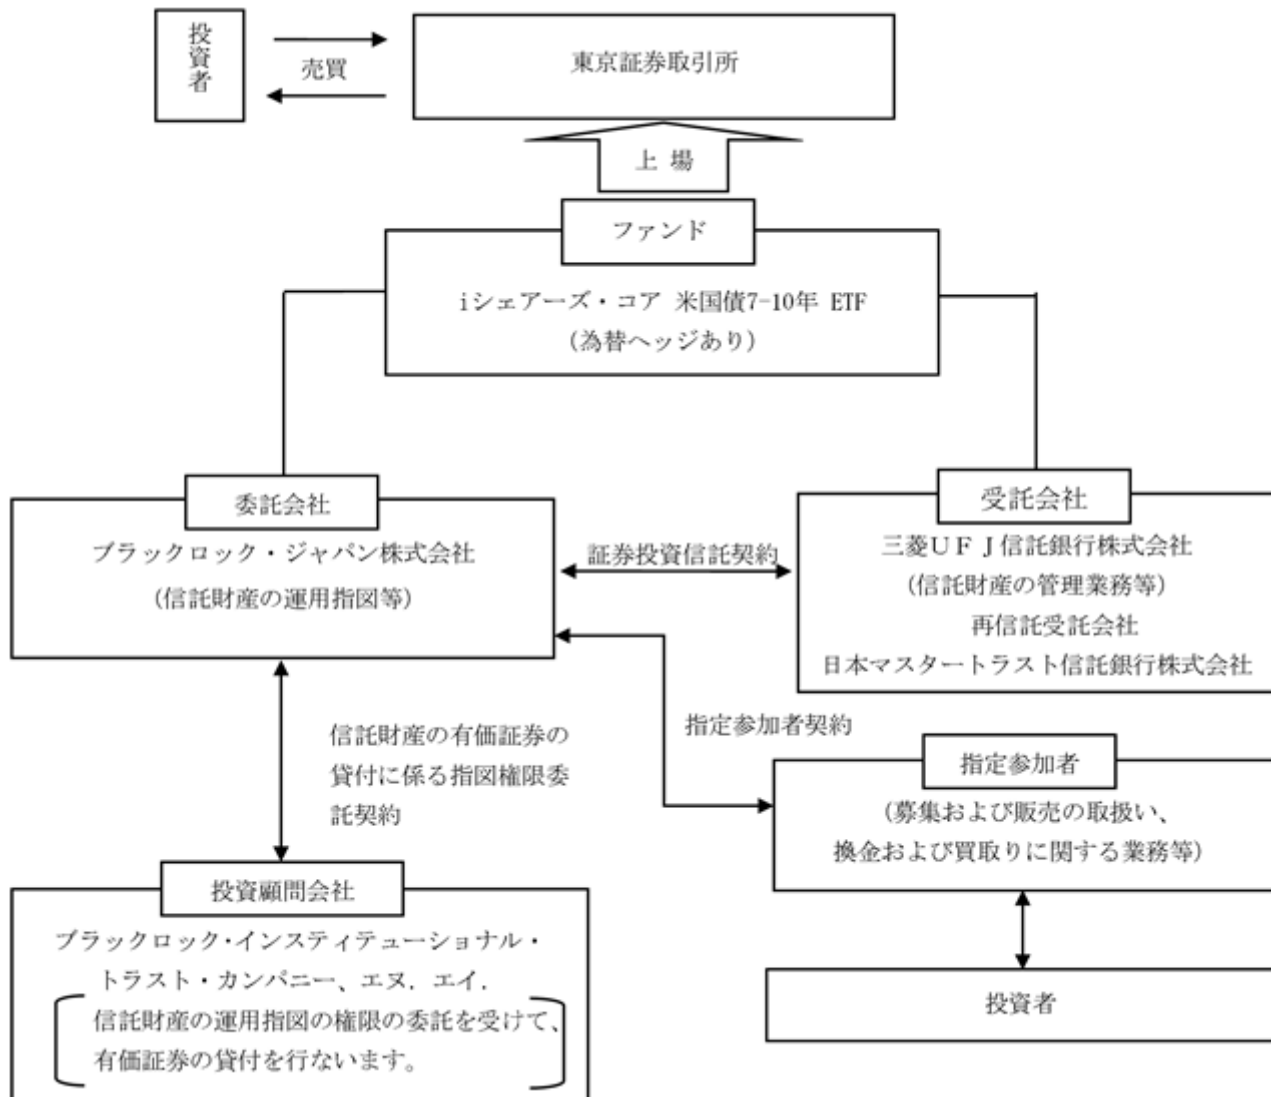 投資者
売買
東京証券取引所
上 場
ファンド
iシェアーズ・コア 米国債7-10年 ETF
(為替ヘッジあり)
委託会社
ブラックロック・ジャパン株式会社
(信託財産の運用指図等)
証券投資信託契約
受託会社
三菱ＵＦＪ信託銀行株式会社
(信託財産の管理業務等)
再信託受託会社
日本マスタートラスト信託銀行株式会社
信託財産の有価証券の
貸付に係る指図権限委
託契約
指定参加者契約
指定参加者
(募集および販売の取扱い、
換金および買取りに関する業務等)
投資顧問会社
ブラックロック・インスティテューショナル・
トラスト・カンパニー、エヌ．エイ．
信託財産の運用指図の権限の委託を受けて、
有価証券の貸付を行ないます。
投資者